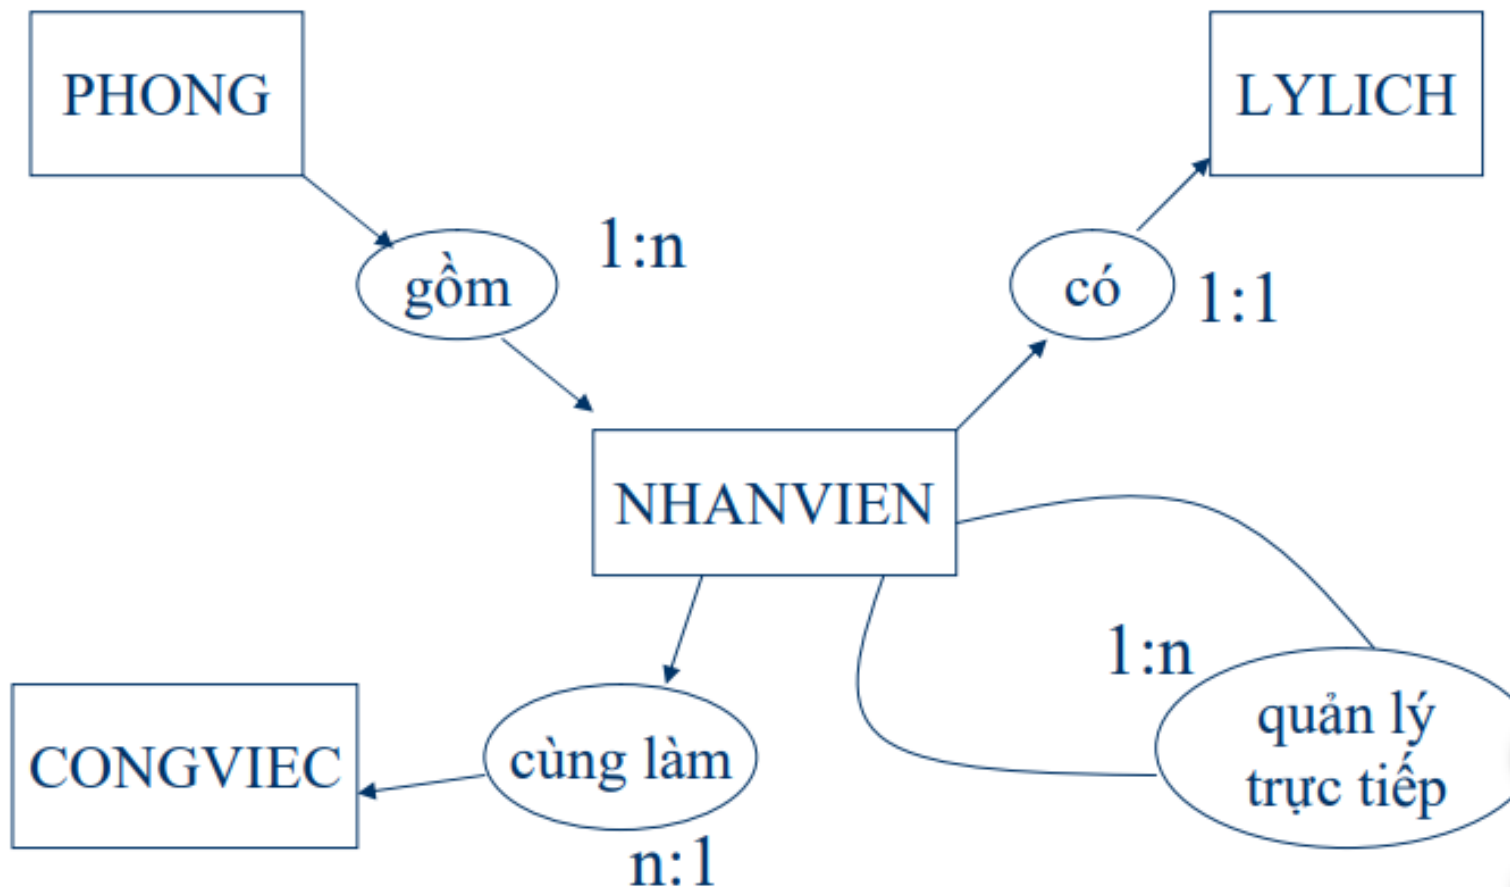 PHONG
LYLICH
gồm
1:n
có
1:1
NHANVIEN
1:n
quản lý
trực tiếp
CONGVIEC
cùng làm
n:1